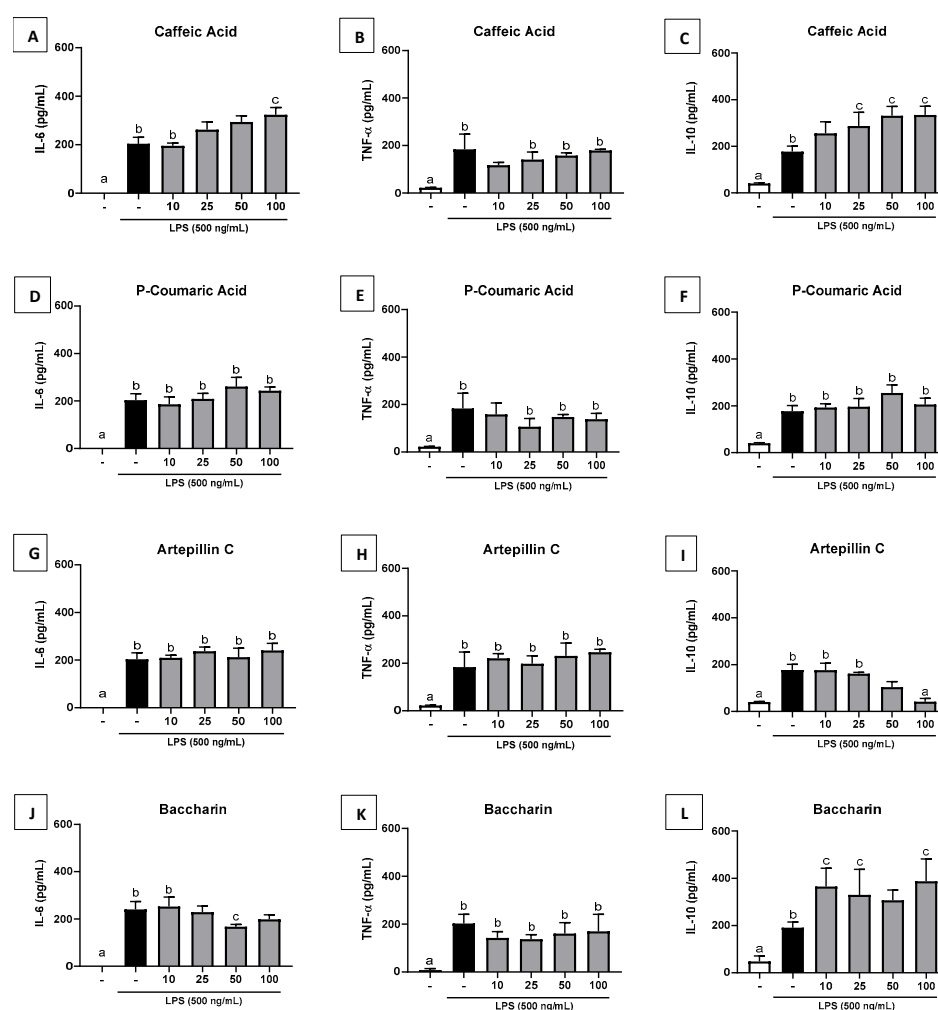 A
Caffeic Acid
IL-6 (pg/mL)
600
400
200
0
a
b
b
c
- - 10 25 50 100
LPS (500 ng/mL)
B
Caffeic Acid
TNF-α (pg/mL)
600
400
200
0
a
b
b
b
b
- - 10 25 50 100
LPS (500 ng/mL)
C
Caffeic Acid
IL-10 (pg/mL)
600
400
200
0
a
b
c
c
c
- - 10 25 50 100
LPS (500 ng/mL)
D
P-Coumaric Acid
IL-6 (pg/mL)
600
400
200
0
a
b
b
b
b
b
- - 10 25 50 100
LPS (500 ng/mL)
E
P-Coumaric Acid
TNF-α (pg/mL)
600
400
200
0
a
b
b
b
b
- - 10 25 50 100
LPS (500 ng/mL)
F
P-Coumaric Acid
IL-10 (pg/mL)
600
400
200
0
a
b
b
b
b
b
- - 10 25 50 100
LPS (500 ng/mL)
G
Artepillin C
IL-6 (pg/mL)
600
400
200
0
a
b
b
b
b
b
- - 10 25 50 100
LPS (500 ng/mL)
H
Artepillin C
TNF-α (pg/mL)
600
400
200
0
a
b
b
b
b
b
- - 10 25 50 100
LPS (500 ng/mL)
I
Artepillin C
IL-10 (pg/mL)
600
400
200
0
a
b
b
b
a
- - 10 25 50 100
LPS (500 ng/mL)
J
Baccharin
IL-6 (pg/mL)
600
400
200
0
a
b
b
c
- - 10 25 50 100
LPS (500 ng/mL)
K
Baccharin
TNF-α (pg/mL)
600
400
200
0
a
b
b
b
b
b
- - 10 25 50 100
LPS (500 ng/mL)
L
Baccharin
IL-10 (pg/mL)
600
400
200
0
a
b
c
c
c
- - 10 25 50 100
LPS (500 ng/mL)